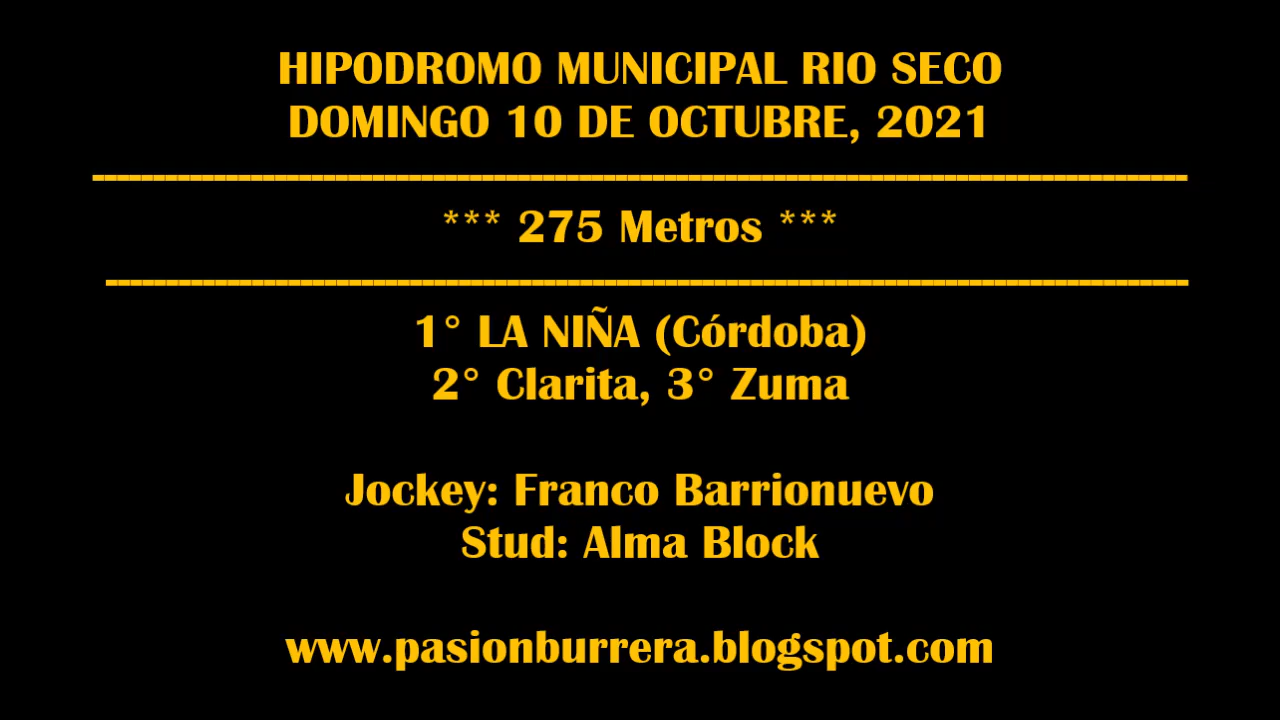 HIPODROMO MUNICIPAL RIO SECO
DOMINGO 10 DE OCTUBRE, 2021
*** 275 Metros ***
1° LA NIÑA (Córdoba)
2° Clarita, 3° Zuma
Jockey: Franco Barrionuevo
Stud: Alma Block
www.pasionburrera.blogspot.com